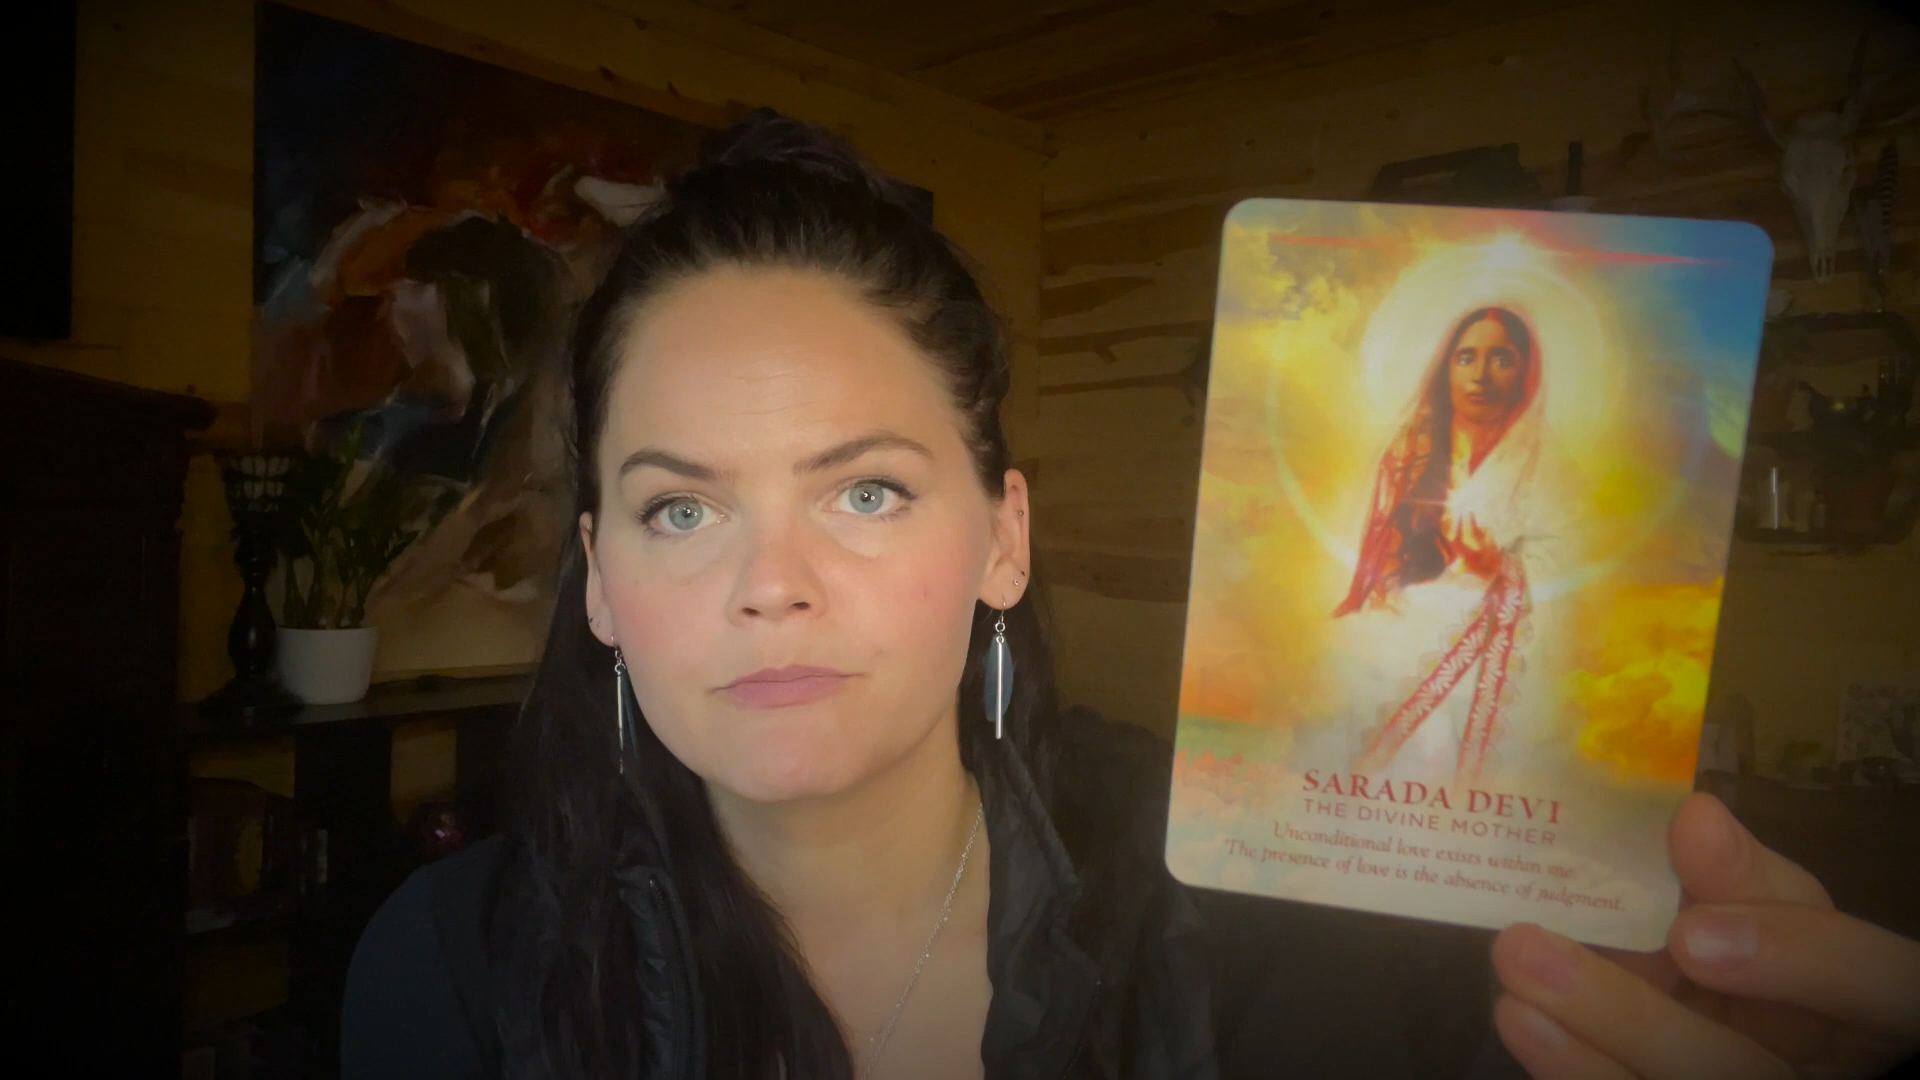 SARADA DEVI
THE DIVINE MOTHER
Unconditional love exists within me.
The presence of love is the absence of judgment.